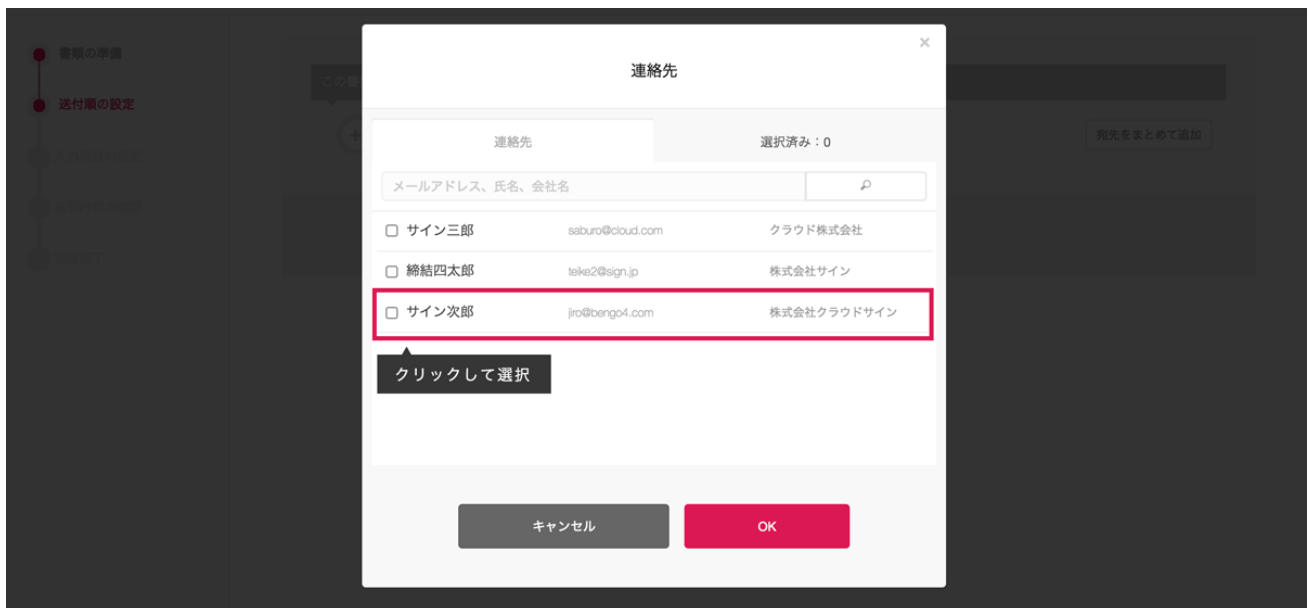 書類の準備
送付順の設定
連絡先
×
連絡先
選択済み：0
メールアドレス、氏名、会社名
サイン三郎 saburo@cloud.com クラウド株式会社
締結四太郎 teike2@sign.jp 株式会社サイン
サイン次郎 jiro@bengo4.com 株式会社クラウドサイン
クリックして選択
キャンセル
OK
宛先をまとめて追加